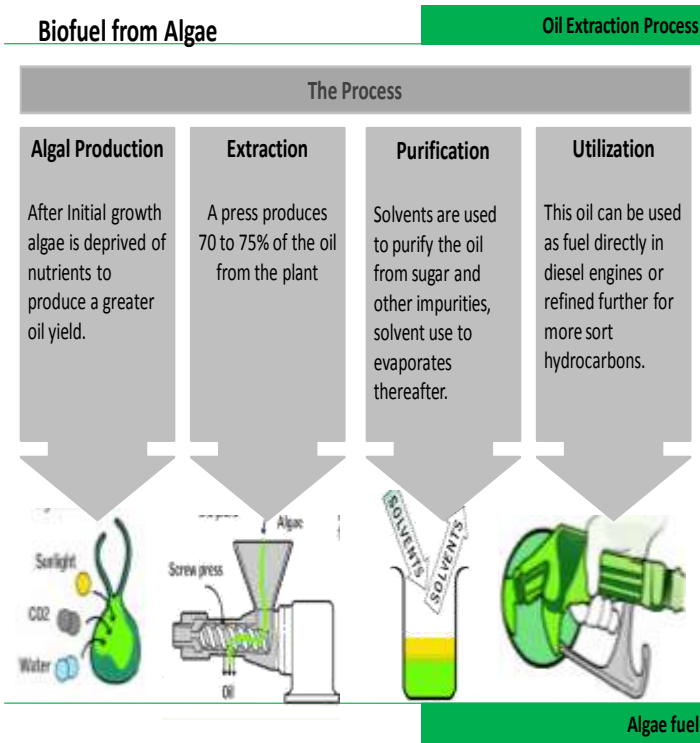 Biofuel from Algae
Oil Extraction Process
The Process
Algal Production
After Initial growth
algae is deprived of
nutrients to
produce a greater
oil yield.
Extraction
A press produces
70 to 75% of the oil
from the plant
Purification
Solvents are used
to purify the oil
from sugar and
other impurities,
solvent use to
evaporates
thereafter.
Utilization
This oil can be used
as fuel directly in
diesel engines or
refined further for
more sort
hydrocarbons.
Sunlight
CO2
Water
Algae
Screw press
Oil
SOLVENTS
SOLVENTS
Algae fuel